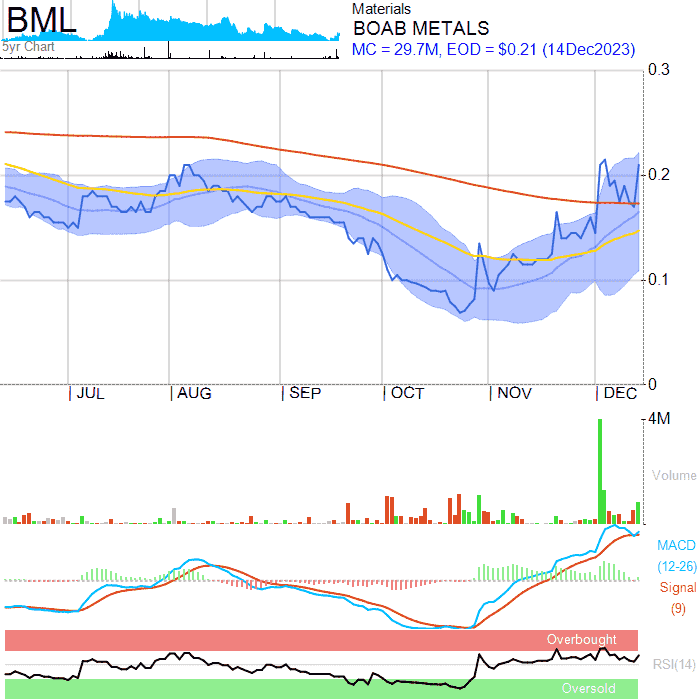 BML
5yr Chart
Materials
BOAB METALS
MC = 29.7M, EOD = $0.21 (14Dec2023)
0.3
0.2
0.1
0
JUL AUG SEP OCT NOV DEC
4M
Volume
MACD
(12-26)
Signal
(9)
Overbought
RSI(14)
Oversold